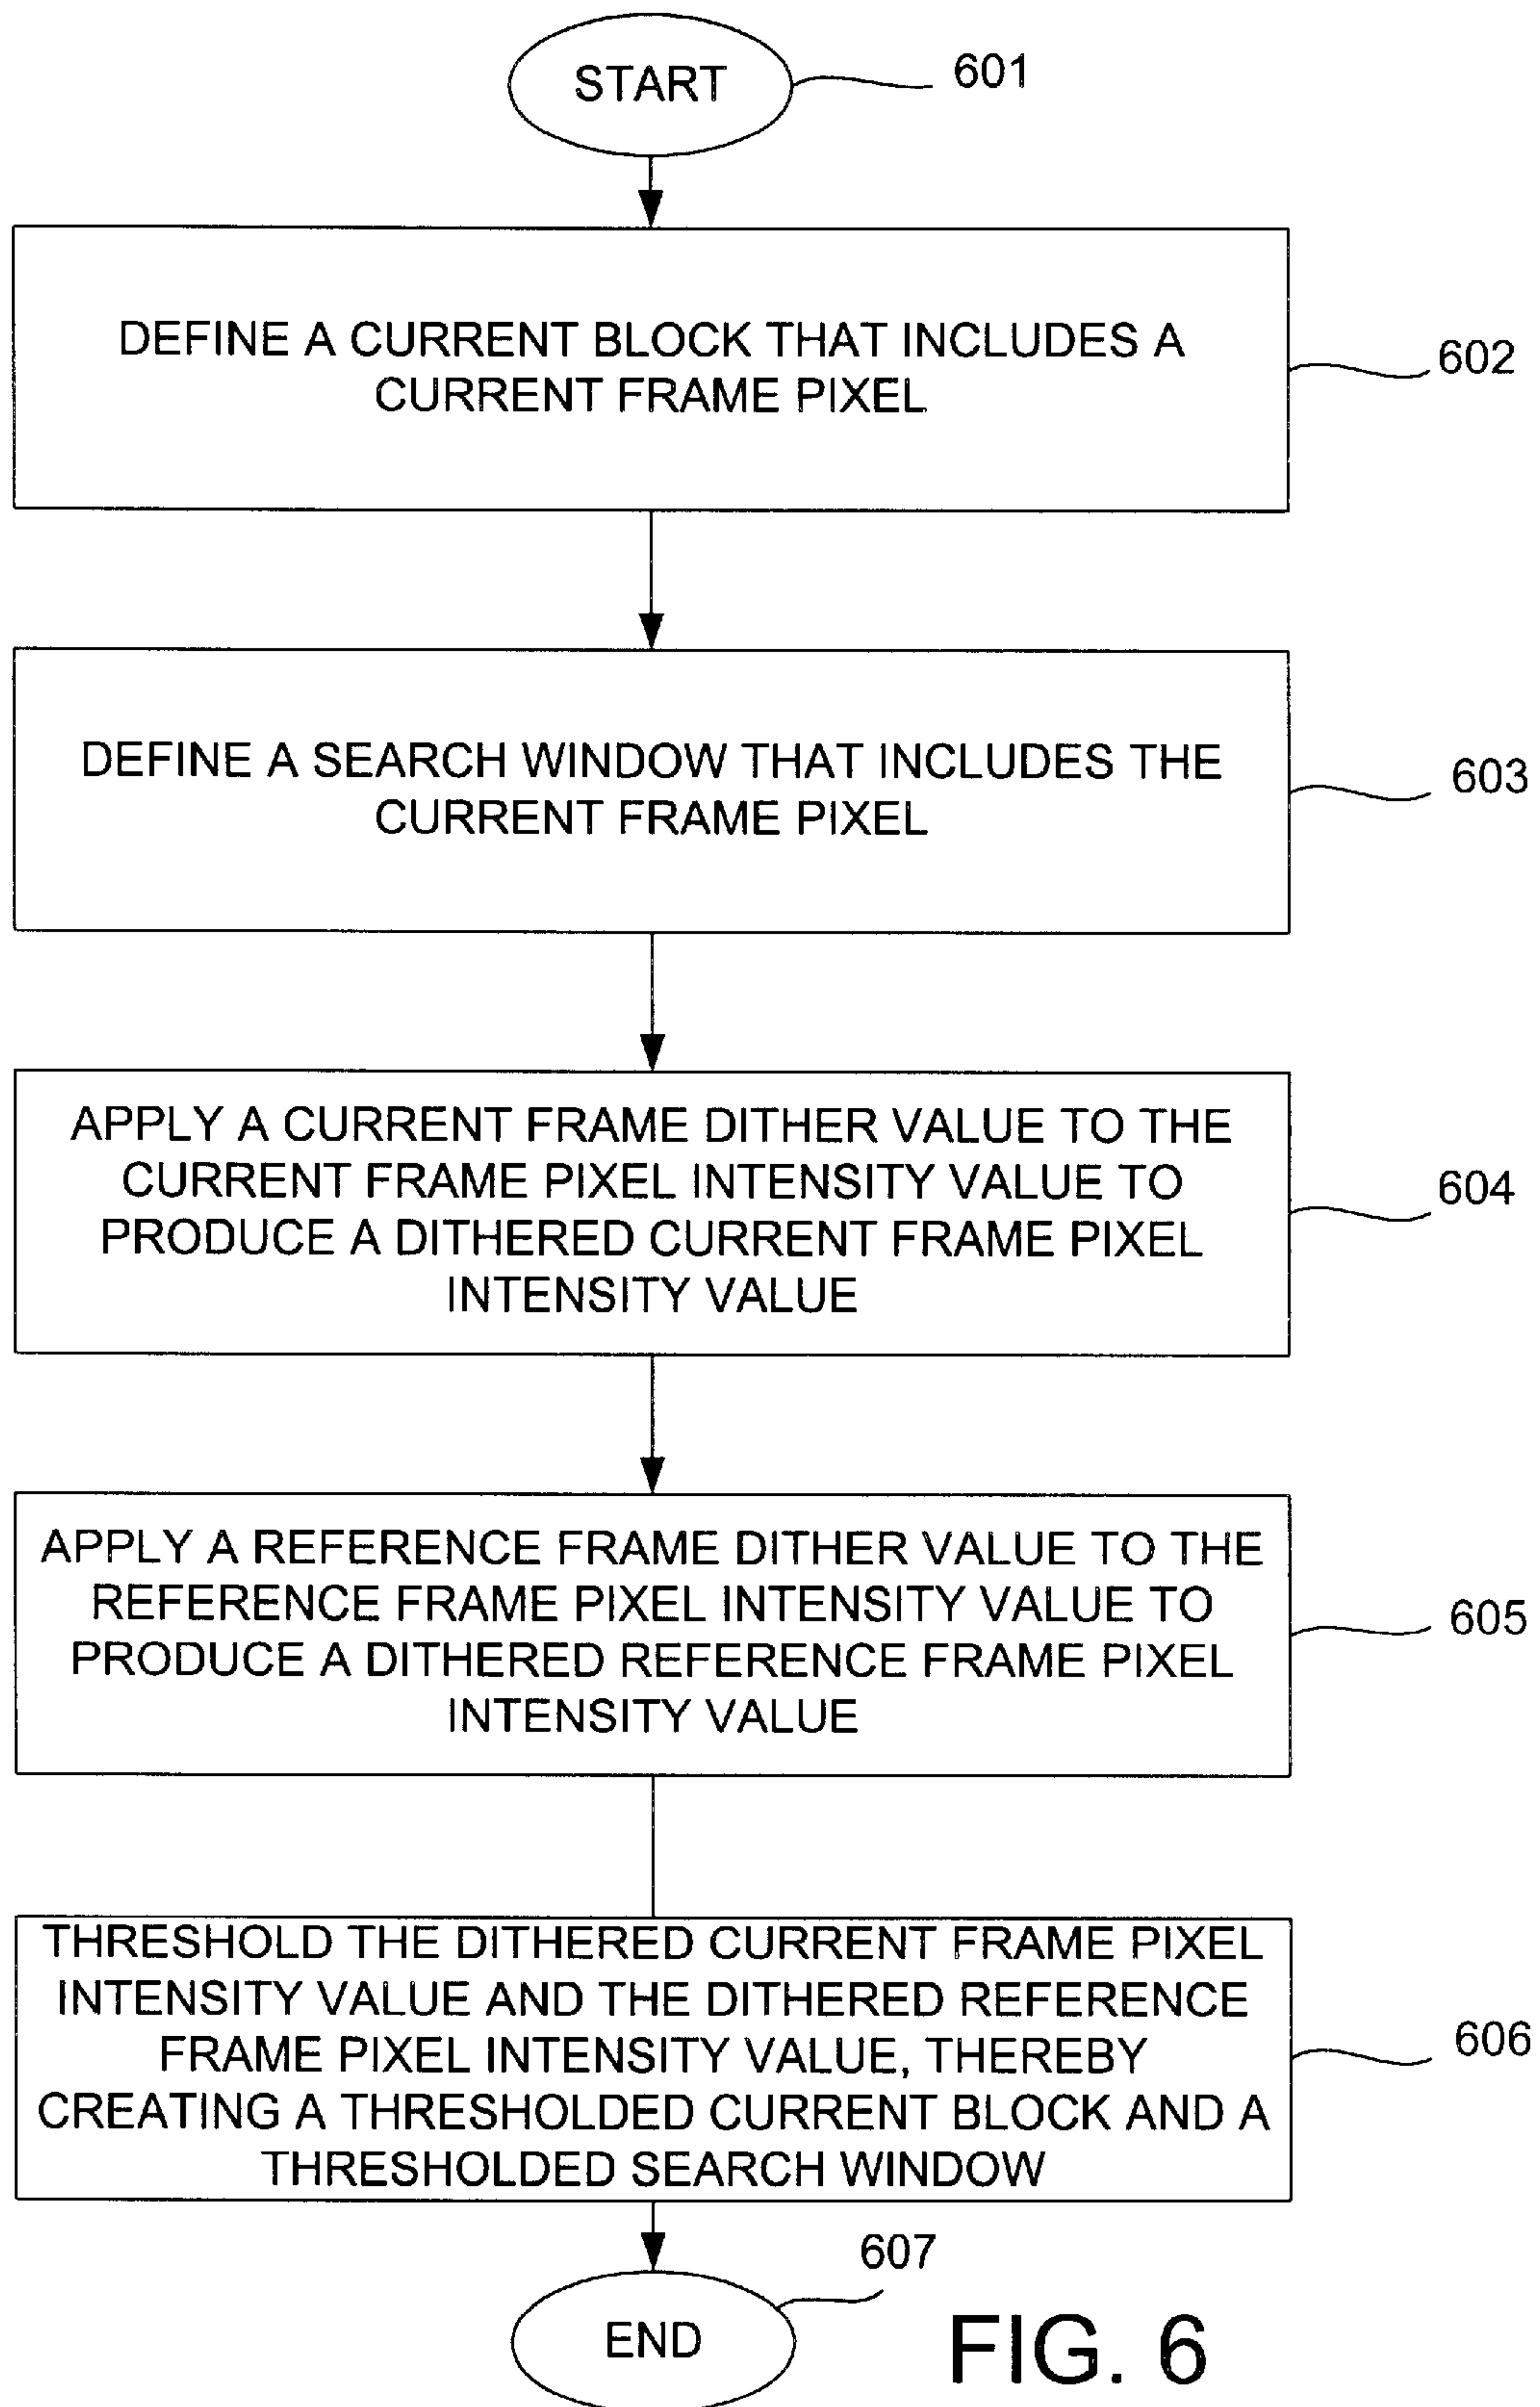 START
601
DEFINE A CURRENT BLOCK THAT INCLUDES A
CURRENT FRAME PIXEL
602
DEFINE A SEARCH WINDOW THAT INCLUDES THE
CURRENT FRAME PIXEL
603
APPLY A CURRENT FRAME DITHER VALUE TO THE
CURRENT FRAME PIXEL INTENSITY VALUE TO
PRODUCE A DITHERED CURRENT FRAME PIXEL
INTENSITY VALUE
604
APPLY A REFERENCE FRAME DITHER VALUE TO THE
REFERENCE FRAME PIXEL INTENSITY VALUE TO
PRODUCE A DITHERED REFERENCE FRAME PIXEL
INTENSITY VALUE
605
THRESHOLD THE DITHERED CURRENT FRAME PIXEL
INTENSITY VALUE AND THE DITHERED REFERENCE
FRAME PIXEL INTENSITY VALUE, THEREBY
CREATING A THRESHOLDED CURRENT BLOCK AND A
THRESHOLDED SEARCH WINDOW
606
607
END
FIG. 6